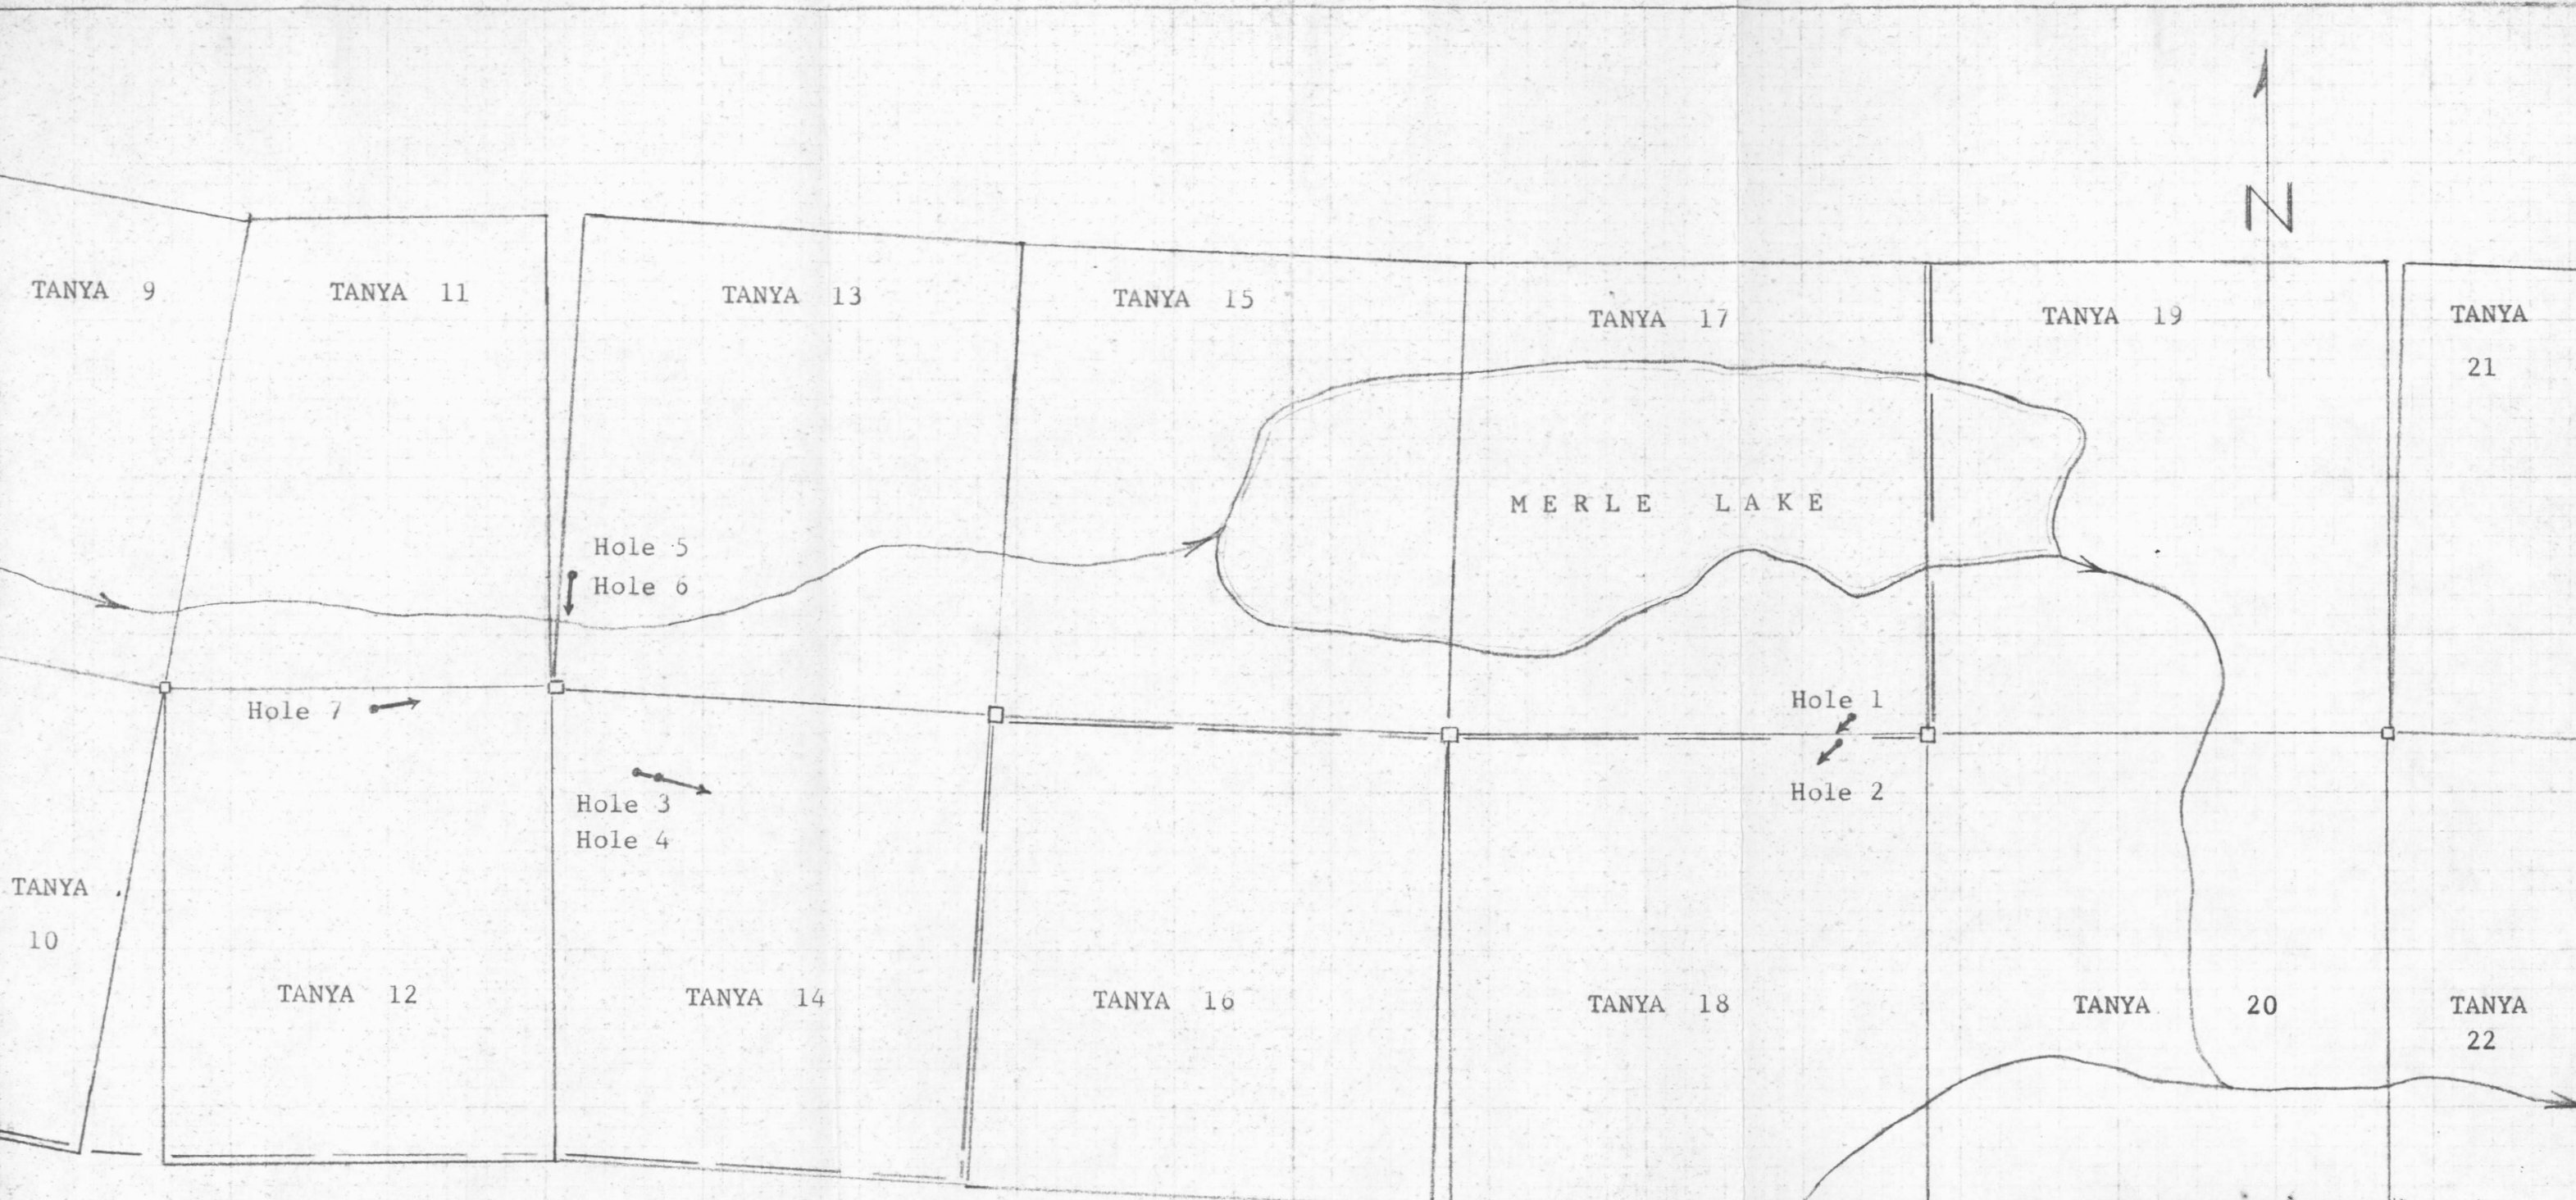 N
TANYA 9
TANYA 11
TANYA 13
TANYA 15
TANYA 17
TANYA 19
TANYA
21
MERLE LAKE
Hole 5
Hole 6
Hole 7
Hole 1
Hole 2
Hole 3
Hole 4
TANYA
10
TANYA 12
TANYA 14
TANYA 16
TANYA 18
TANYA 20
TANYA
22